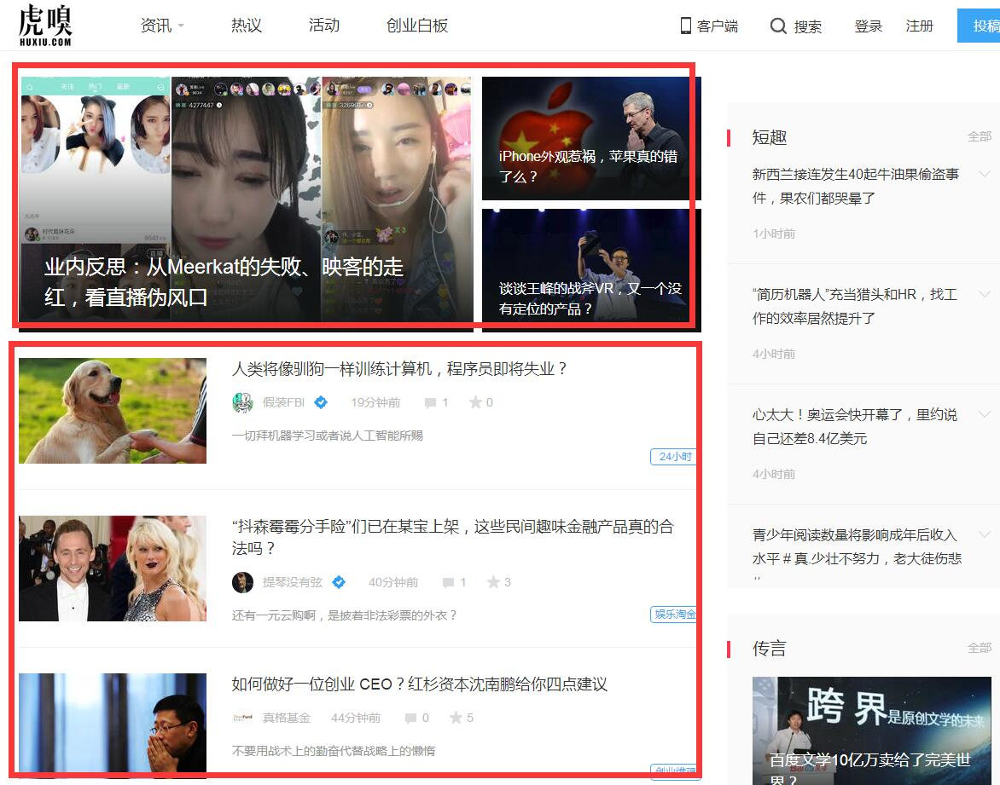 虎嗅
HUXIU.COM
资讯
热议
活动
创业白板
客户端
搜索
登录
注册
投稿
关注
热门
最新
4277447
326901
X3
直播
业内反思：从Meerkat的失败、映客的走
红，看直播伪风口
iPhone外观惹祸，苹果真的错
了么？
谈谈王峰的战斧VR，又一个没
有定位的产品？
人类将像驯狗一样训练计算机，程序员即将失业？
假装FBI
19分钟前
1
0
一切拜机器学习或者说人工智能所赐
24小时
“抖森霉霉分手险”们已在某宝上架，这些民间趣味金融产品真的合
法吗？
提琴没有弦
40分钟前
1
3
还有一元云购啊，是披着非法彩票的外衣？
娱乐淘金
如何做好一位创业 CEO？红杉资本沈南鹏给你四点建议
真格基金
44分钟前
0
5
不要用战术上的勤奋代替战略上的懒惰
短趣
全部
新西兰接连发生40起牛油果偷盗事
件，果农们都哭晕了
1小时前
“简历机器人”充当猎头和HR，找工
作的效率居然提升了
4小时前
心太大！奥运会快开幕了，里约说
自己还差8.4亿美元
4小时前
青少年阅读数量将影响成年后收入
水平＃真.少壮不努力，老大徒伤悲
传言
全部
跨界是原创文学的未来
百度文学10亿万卖给了完美世
界？